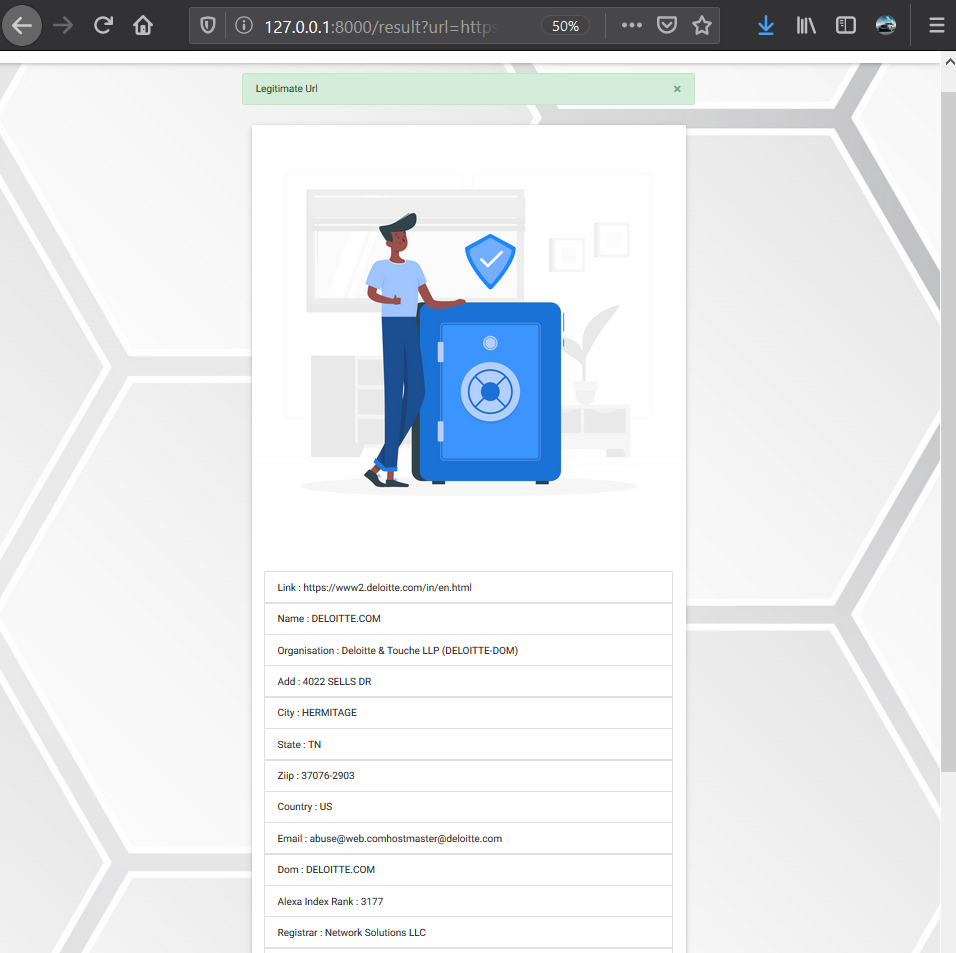 127.0.0.1:8000/result?url=https
50%
Legitimate Url ×
Link : https://www2.deloitte.com/in/en.html
Name : DELOITTE.COM
Organisation : Deloitte & Touche LLP (DELOITTE-DOM)
Add : 4022 SELLS DR
City : HERMITAGE
State : TN
Ziip : 37076-2903
Country : US
Email : abuse@web.comhostmaster@deloitte.com
Dom : DELOITTE.COM
Alexa Index Rank : 3177
Registrar : Network Solutions LLC